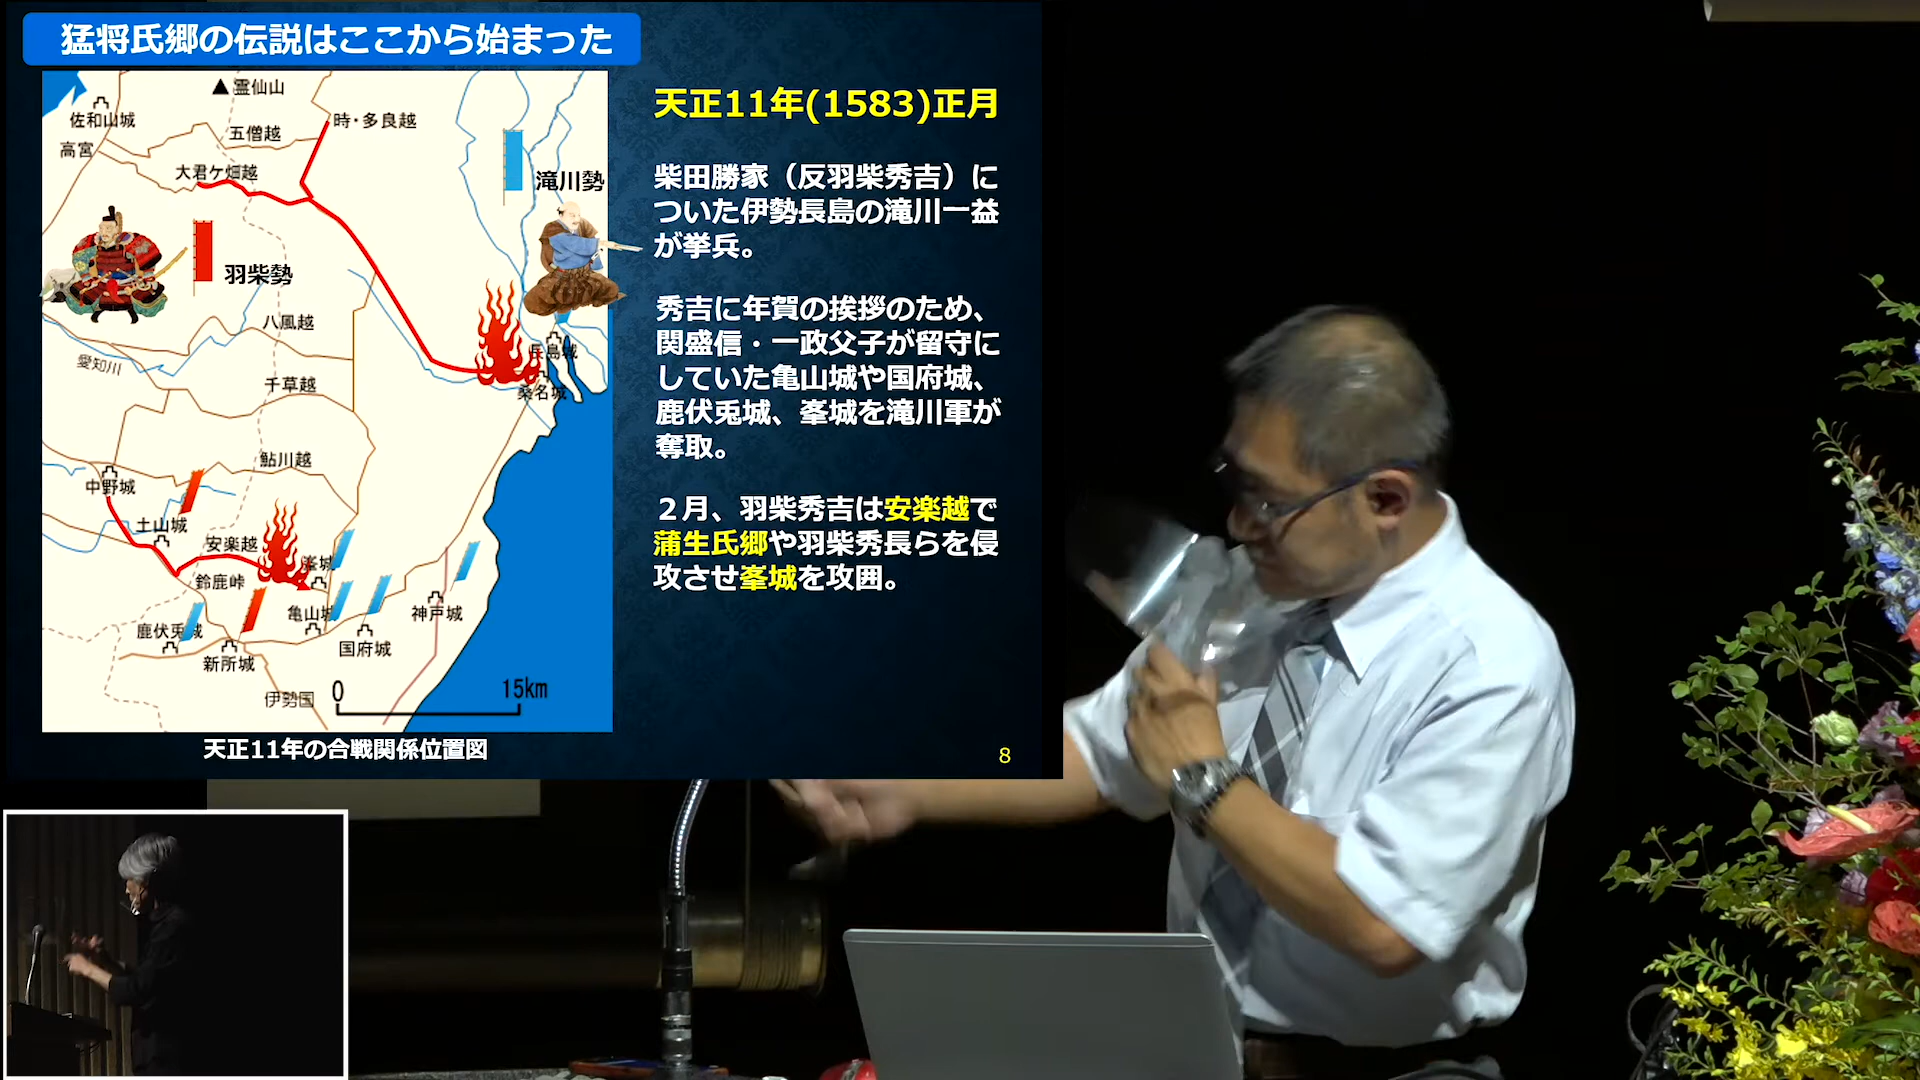 猛将氏郷の伝説はここから始まった
▲霊仙山
佐和山城
時・多良越
五僧越
高宮
大君ケ畑越
滝川勢
羽柴勢
八風越
愛知川
長島城
千草越
桑名城
鮎川越
中野城
土山城
安楽越
峯城
鈴鹿峠
亀山城
神戸城
鹿伏兎城
国府城
新所城
伊勢国
0 15km
天正11年の合戦関係位置図
天正11年(1583)正月
柴田勝家（反羽柴秀吉）に
ついた伊勢長島の滝川一益
が挙兵。
秀吉に年賀の挨拶のため、
関盛信・一政父子が留守に
していた亀山城や国府城、
鹿伏兎城、峯城を滝川軍が
奪取。
２月、羽柴秀吉は安楽越で
蒲生氏郷や羽柴秀長らを侵
攻させ峯城を攻囲。
8